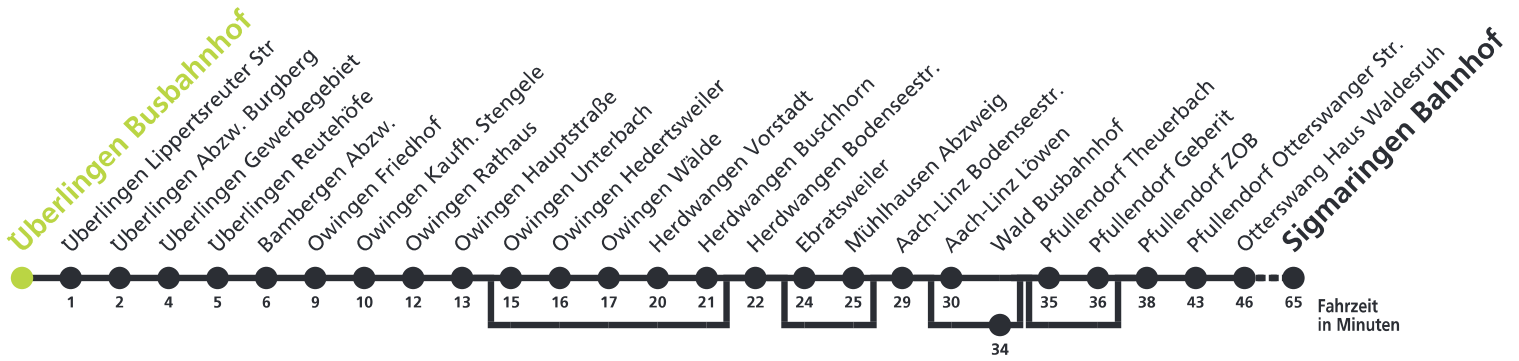 Überlingen Busbahnhof
Überlingen Lippertsreuter Str
Überlingen Abzw. Burgberg
Überlingen Gewerbegebiet
Überlingen Reutehöfe
Bambergen Abzw.
Owingen Friedhof
Owingen Kaufh. Stengele
Owingen Rathaus
Owingen Hauptstraße
Owingen Unterbach
Owingen Hedertsweiler
Owingen Wälde
Herdwangen Vorstadt
Herdwangen Buschhorn
Herdwangen Bodenseestr.
Ebratsweiler
Mühlhausen Abzweig
Aach-Linz Bodenseestr.
Aach-Linz Löwen
Wald Busbahnhof
Pfullendorf Theuerbach
Pfullendorf Geberit
Pfullendorf ZOB
Pfullendorf Otterswanger Str.
Otterswang Haus Waldesruh
Sigmaringen Bahnhof
1 2 4 5 6 9 10 12 13 15 16 17 20 21 22 24 25 29 30 35 36 38 43 46 65
Fahrzeit
in Minuten
34